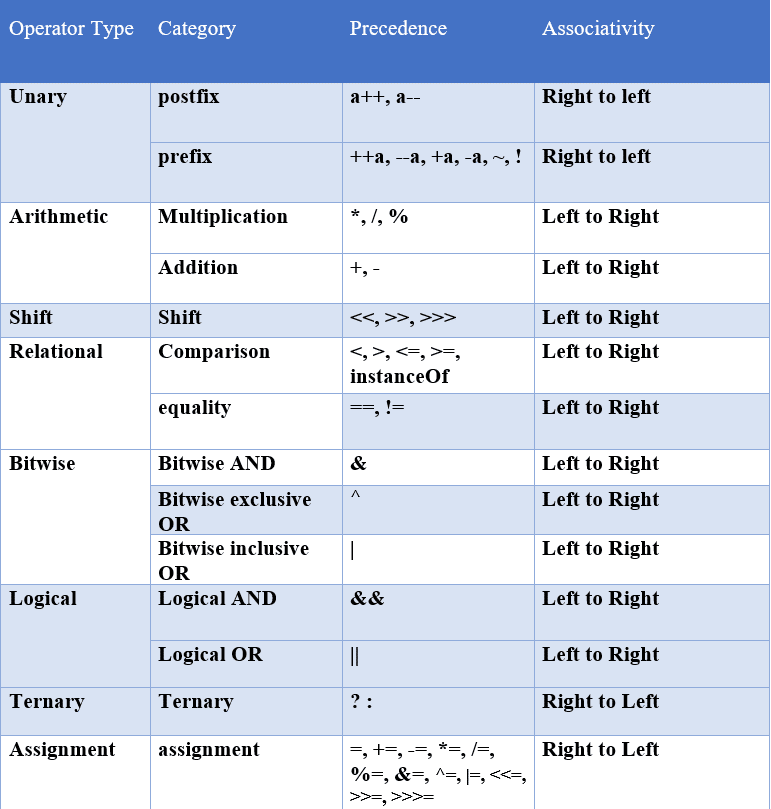 Operator Type Category Precedence Associativity
Unary postfix a++, a-- Right to left
prefix ++a, --a, +a, -a, ~, ! Right to left
Arithmetic Multiplication *, /, % Left to Right
Addition +, - Left to Right
Shift Shift <<, >>, >>> Left to Right
Relational Comparison <, >, <=, >=, Left to Right
instanceOf
equality ==, != Left to Right
Bitwise Bitwise AND & Left to Right
Bitwise exclusive ^ Left to Right
OR
Bitwise inclusive | Left to Right
OR
Logical Logical AND && Left to Right
Logical OR || Left to Right
Ternary Ternary ? : Right to Left
Assignment assignment =, +=, -=, *=, /=, Right to Left
%=, &=, ^=, |=, <<=,
>>=, >>>=